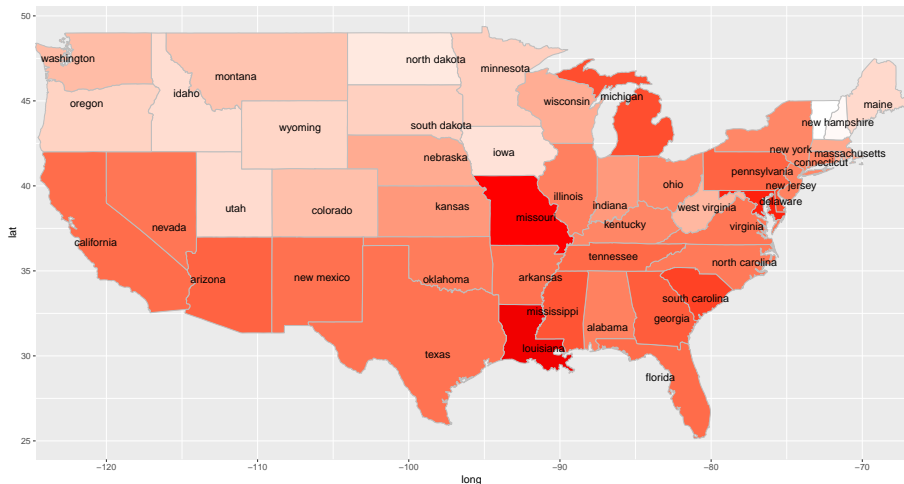 50
washington
north dakota
minnesota
montana
idaho
oregon
45
michigan
wisconsin
maine
new hampshire
wyoming
south dakota
iowa
new york
massachusetts
nebraska
connecticut
pennsylvania
40
ohio
new jersey
utah
colorado
kansas
illinois
indiana
west virginia
delaware
missouri
lat
nevada
kentucky
virginia
california
tennessee
north carolina
35
arizona
new mexico
oklahoma
arkansas
south carolina
mississippi
georgia
alabama
30
texas
louisiana
florida
25
−120
−110
−100
−90
−80
−70
long